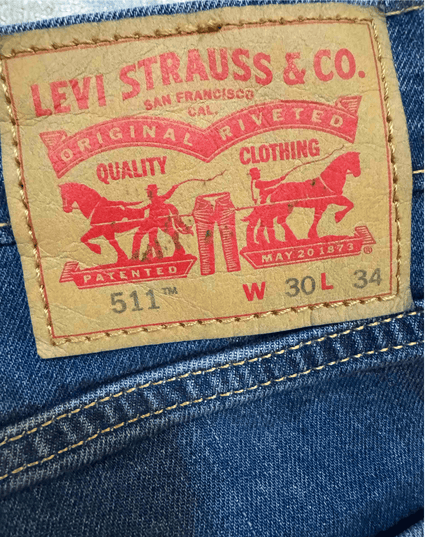 LEVI STRAUSS & CO.
SAN FRANCISCO
CAL.
ORIGINAL RIVETED
QUALITY CLOTHING
PATENTED MAY 20 1873 ®
511™ W 30 L 34